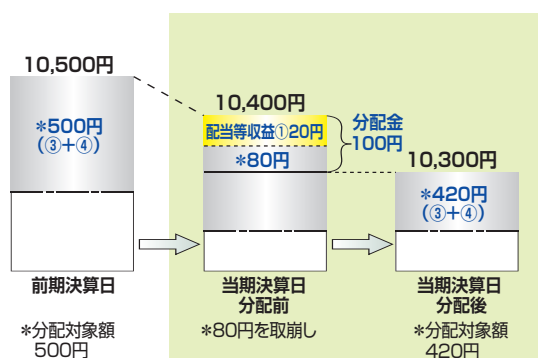 10,500円
*500円
(③+④)
前期決算日
*分配対象額
500円
10,400円
配当等収益①20円
*80円
分配金
100円
当期決算日
分配前
*80円を取崩し
10,300円
*420円
(③+④)
当期決算日
分配後
*分配対象額
420円